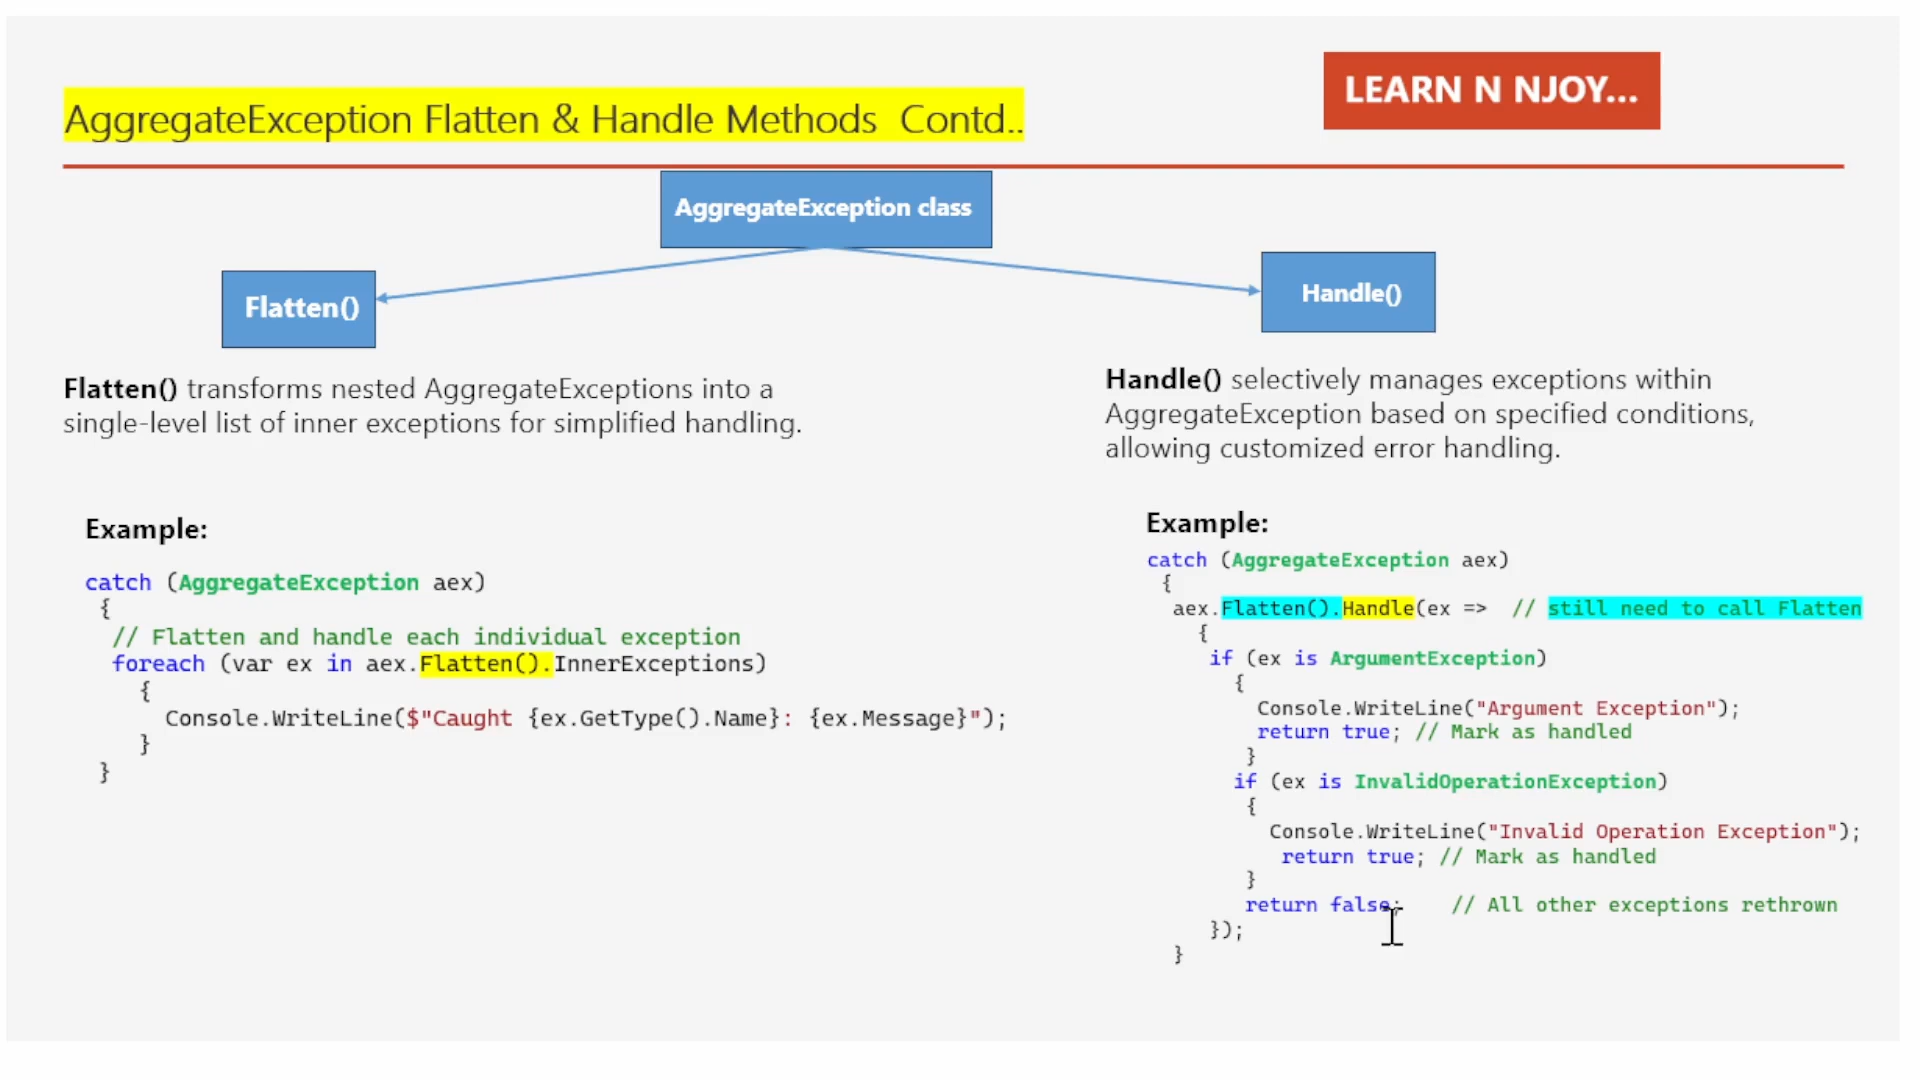 LEARN N NJOY...
AggregateException Flatten & Handle Methods  Contd..
AggregateException class
Flatten()
Handle()
Flatten() transforms nested AggregateExceptions into a
single-level list of inner exceptions for simplified handling.
Example:
catch (AggregateException aex)
{
// Flatten and handle each individual exception
foreach (var ex in aex.Flatten().InnerExceptions)
{
Console.WriteLine($"Caught {ex.GetType().Name}: {ex.Message}");
}
}
Handle() selectively manages exceptions within
AggregateException based on specified conditions,
allowing customized error handling.
Example:
catch (AggregateException aex)
{
aex.Flatten().Handle(ex =>  // still need to call Flatten
{
if (ex is ArgumentException)
{
Console.WriteLine("Argument Exception");
return true; // Mark as handled
}
if (ex is InvalidOperationException)
{
Console.WriteLine("Invalid Operation Exception");
return true; // Mark as handled
}
return false;    // All other exceptions rethrown
});
}